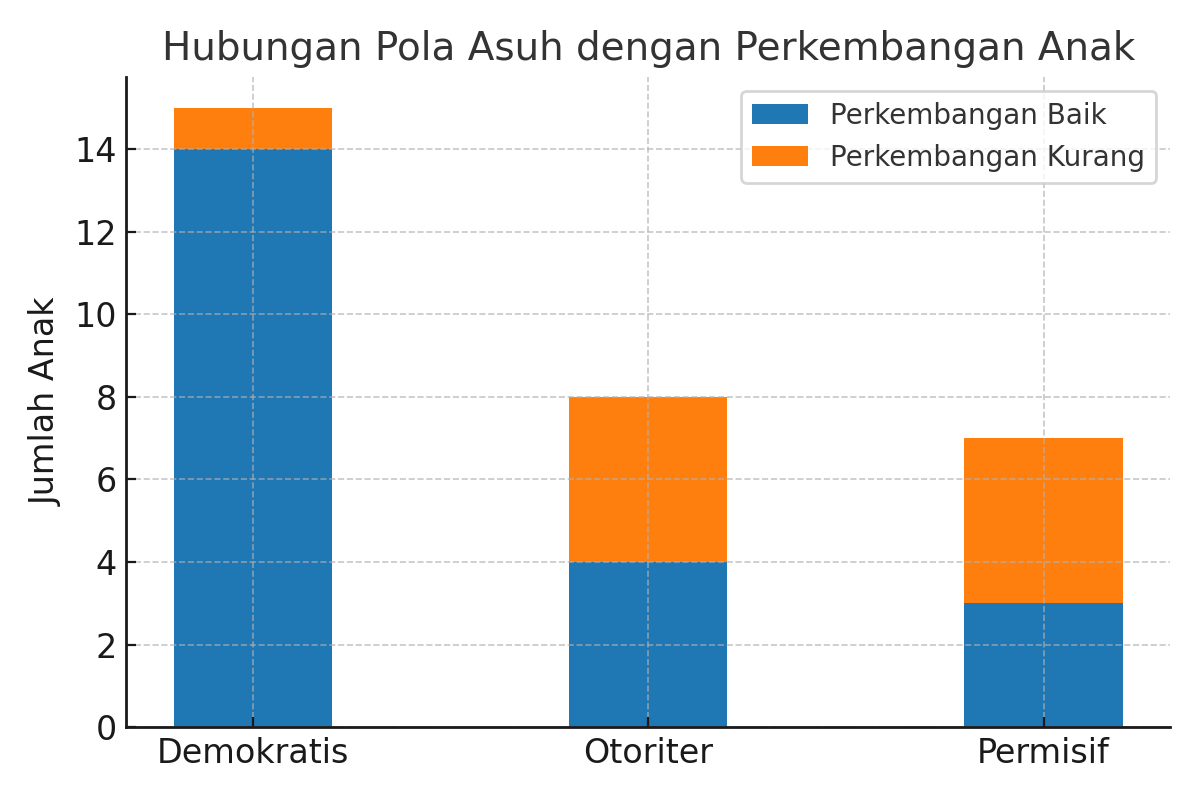 Hubungan Pola Asuh dengan Perkembangan Anak
Perkembangan Baik
Perkembangan Kurang
Jumlah Anak
14
12
10
8
6
4
2
0
Demokratis
Otoriter
Permisif